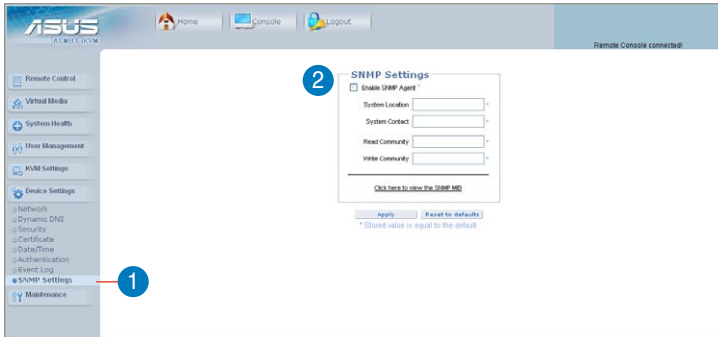 ASUS
ASMB3 iKVM
Home
Console
Logout
Remote Console connected!
Remote Control
Virtual Media
System Health
User Management
KVM Settings
Device Settings
Network
Dynamic DNS
Security
Certificate
Date/Time
Authentication
Event Log
SNMP Settings
Maintenance
1
2
SNMP Settings
Enable SNMP Agent *
System Location *
System Contact *
Read Community *
Write Community *
Click here to view the SNMP MIB
Apply Reset to defaults
* Stored value is equal to the default.